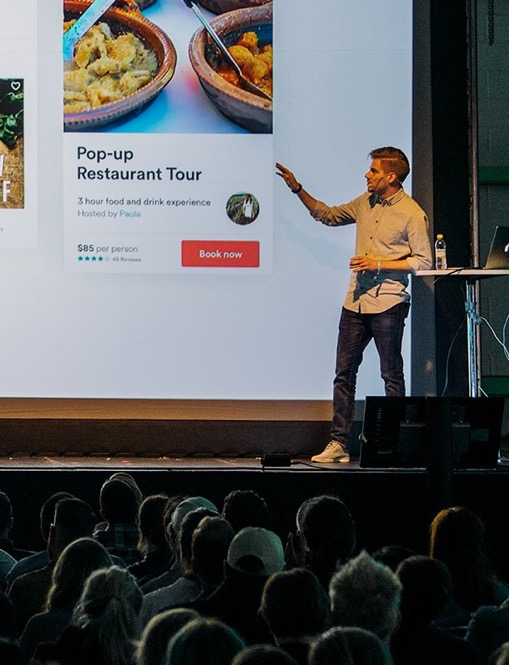 Pop-up
Restaurant Tour
3 hour food and drink experience
Hosted by Paola
$85 per person
45 Reviews
Book now